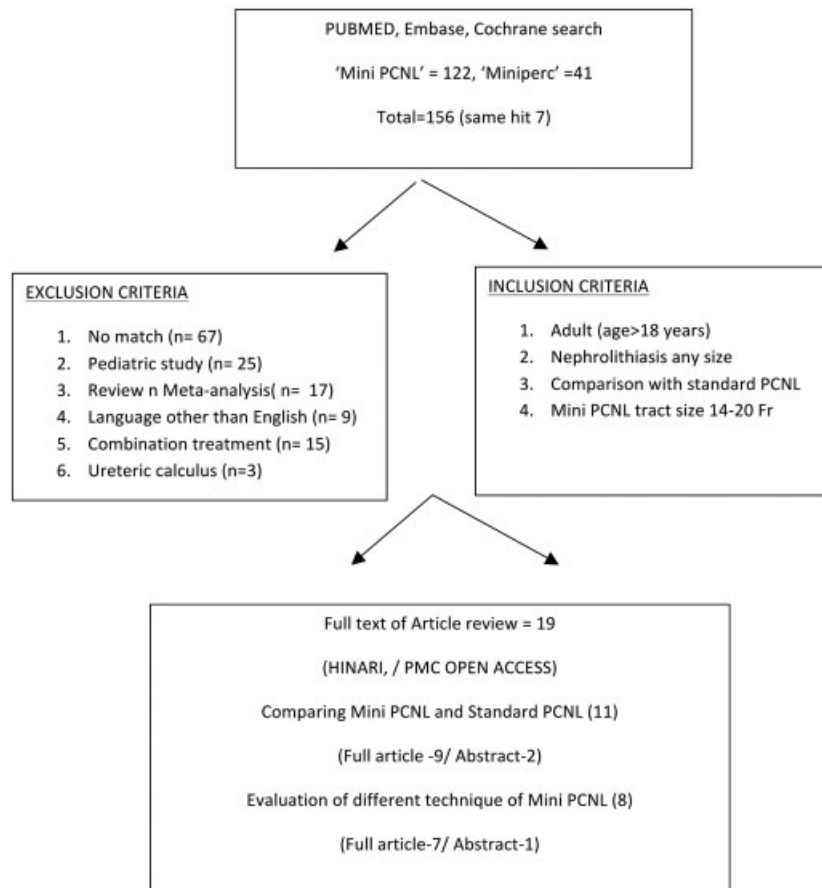 PUBMED, Embase, Cochrane search
‘Mini PCNL’ = 122, ‘Miniperc’ =41
Total=156 (same hit 7)
EXCLUSION CRITERIA
1. No match (n= 67)
2. Pediatric study (n= 25)
3. Review n Meta-analysis( n= 17)
4. Language other than English (n= 9)
5. Combination treatment (n= 15)
6. Ureteric calculus (n=3)
INCLUSION CRITERIA
1. Adult (age>18 years)
2. Nephrolithiasis any size
3. Comparison with standard PCNL
4. Mini PCNL tract size 14-20 Fr
Full text of Article review = 19
(HINARI, / PMC OPEN ACCESS)
Comparing Mini PCNL and Standard PCNL (11)
(Full article -9/ Abstract-2)
Evaluation of different technique of Mini PCNL (8)
(Full article-7/ Abstract-1)